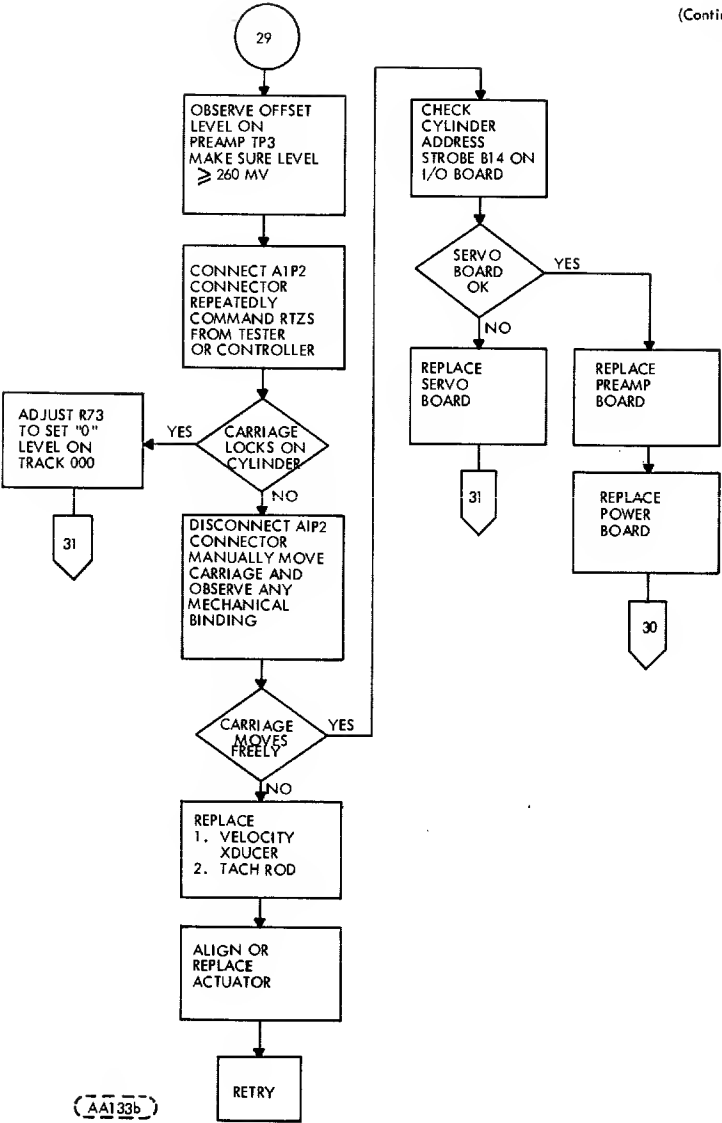 (Contin
29
OBSERVE OFFSET
LEVEL ON
PREAMP TP3
MAKE SURE LEVEL
≥ 260 MV
CONNECT A1P2
CONNECTOR
REPEATEDLY
COMMAND RTZS
FROM TESTER
OR CONTROLLER
CARRIAGE
LOCKS ON
CYLINDER
YES
NO
ADJUST R73
TO SET "0"
LEVEL ON
TRACK 000
31
DISCONNECT A1P2
CONNECTOR
MANUALLY MOVE
CARRIAGE AND
OBSERVE ANY
MECHANICAL
BINDING
CARRIAGE
MOVES
FREELY
YES
NO
REPLACE
1. VELOCITY
XDUCER
2. TACH ROD
ALIGN OR
REPLACE
ACTUATOR
RETRY
CHECK
CYLINDER
ADDRESS
STROBE B14 ON
I/O BOARD
SERVO
BOARD
OK
YES
NO
REPLACE
SERVO
BOARD
31
REPLACE
PREAMP
BOARD
REPLACE
POWER
BOARD
30
AA133b